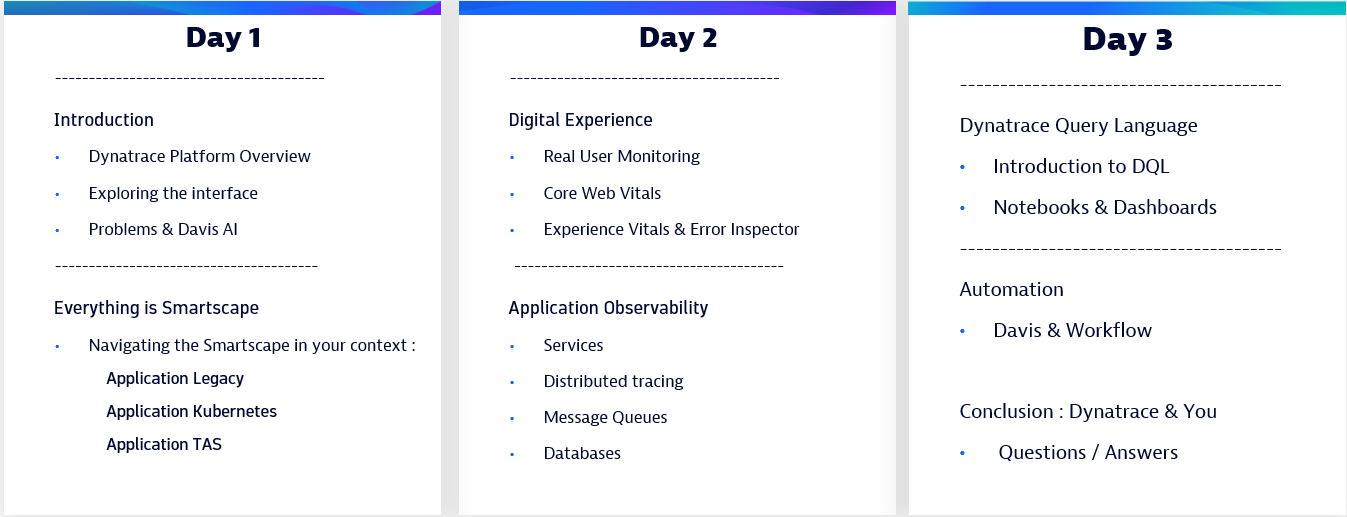 Day 1
----------------------------------------
Introduction
• Dynatrace Platform Overview
• Exploring the interface
• Problems & Davis AI
---------------------------------------
Everything is Smartscape
• Navigating the Smartscape in your context :
Application Legacy
Application Kubernetes
Application TAS
Day 2
----------------------------------------
Digital Experience
• Real User Monitoring
• Core Web Vitals
• Experience Vitals & Error Inspector
----------------------------------------
Application Observability
• Services
• Distributed tracing
• Message Queues
• Databases
Day 3
----------------------------------------
Dynatrace Query Language
• Introduction to DQL
• Notebooks & Dashboards
----------------------------------------
Automation
• Davis & Workflow
Conclusion : Dynatrace & You
• Questions / Answers